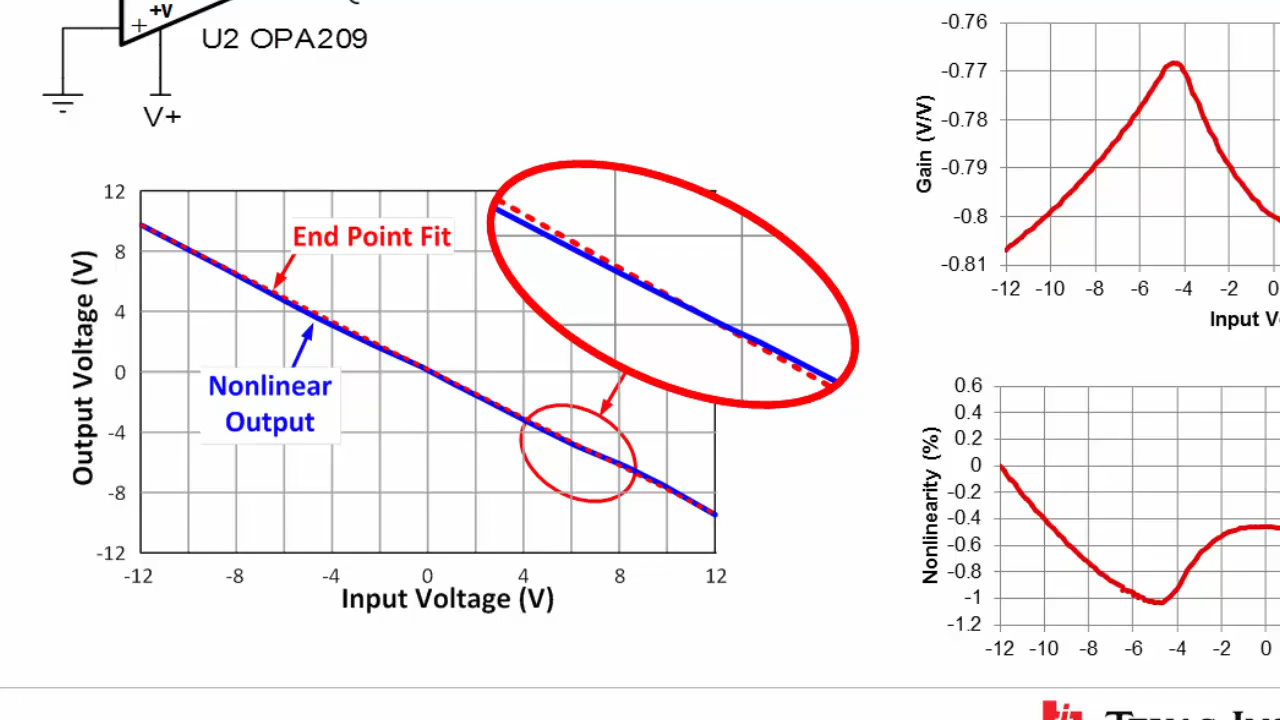 +V
+
U2 OPA209
V+
12
8
4
0
-4
-8
-12
Output Voltage (V)
End Point Fit
Nonlinear
Output
-12
-8
-4
0
4
8
12
Input Voltage (V)
-0.76
-0.77
-0.78
-0.79
-0.8
-0.81
Gain (V/V)
-12 -10 -8 -6 -4 -2 0
Input V
0.6
0.4
0.2
0
-0.2
-0.4
-0.6
-0.8
-1
-1.2
Nonlinearity (%)
-12 -10 -8 -6 -4 -2 0